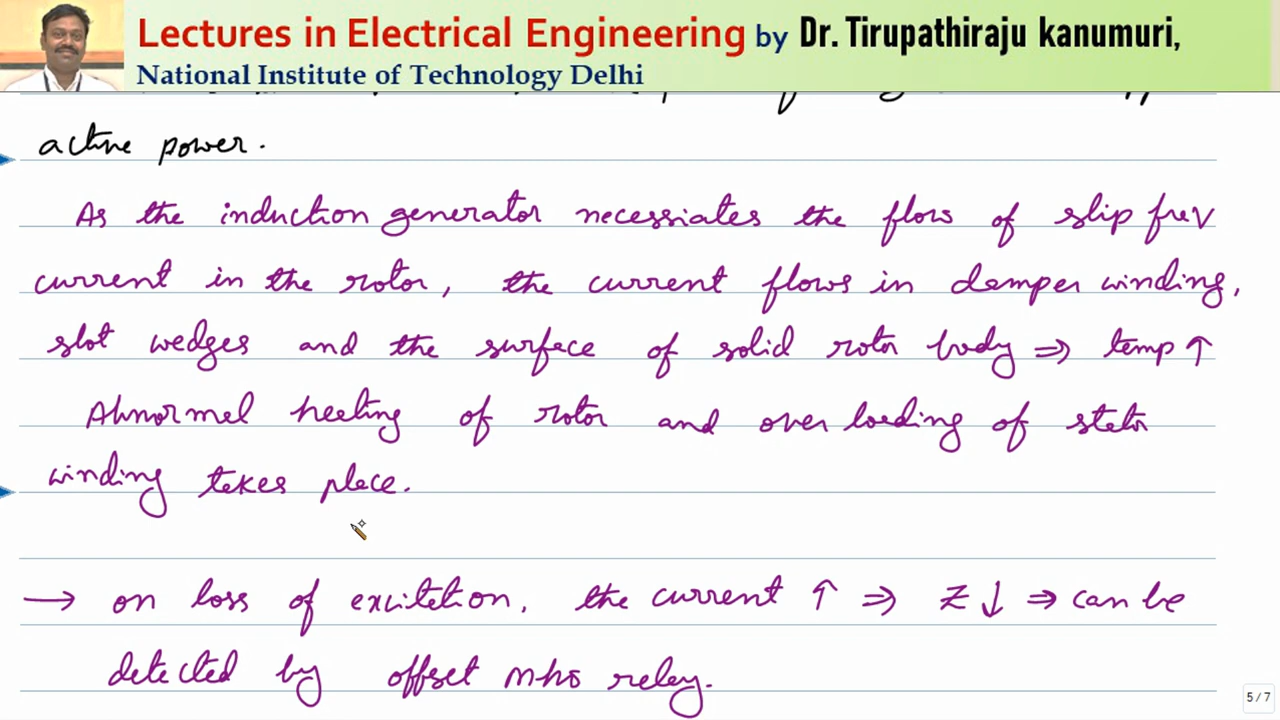 Lectures in Electrical Engineering by Dr. Tirupathiraju kanumuri,
National Institute of Technology Delhi
active power.
As the induction generator necessiates the flow of slip freq
current in the rotor, the current flows in damper winding,
slot wedges and the surface of solid rotor body ⇒ temp ↑
Abnormal heating of rotor and over loading of stator
winding takes place.
→ on loss of excitation, the current ↑ ⇒ Z ↓ ⇒ can be
detected by offset mho relay.
5 / 7